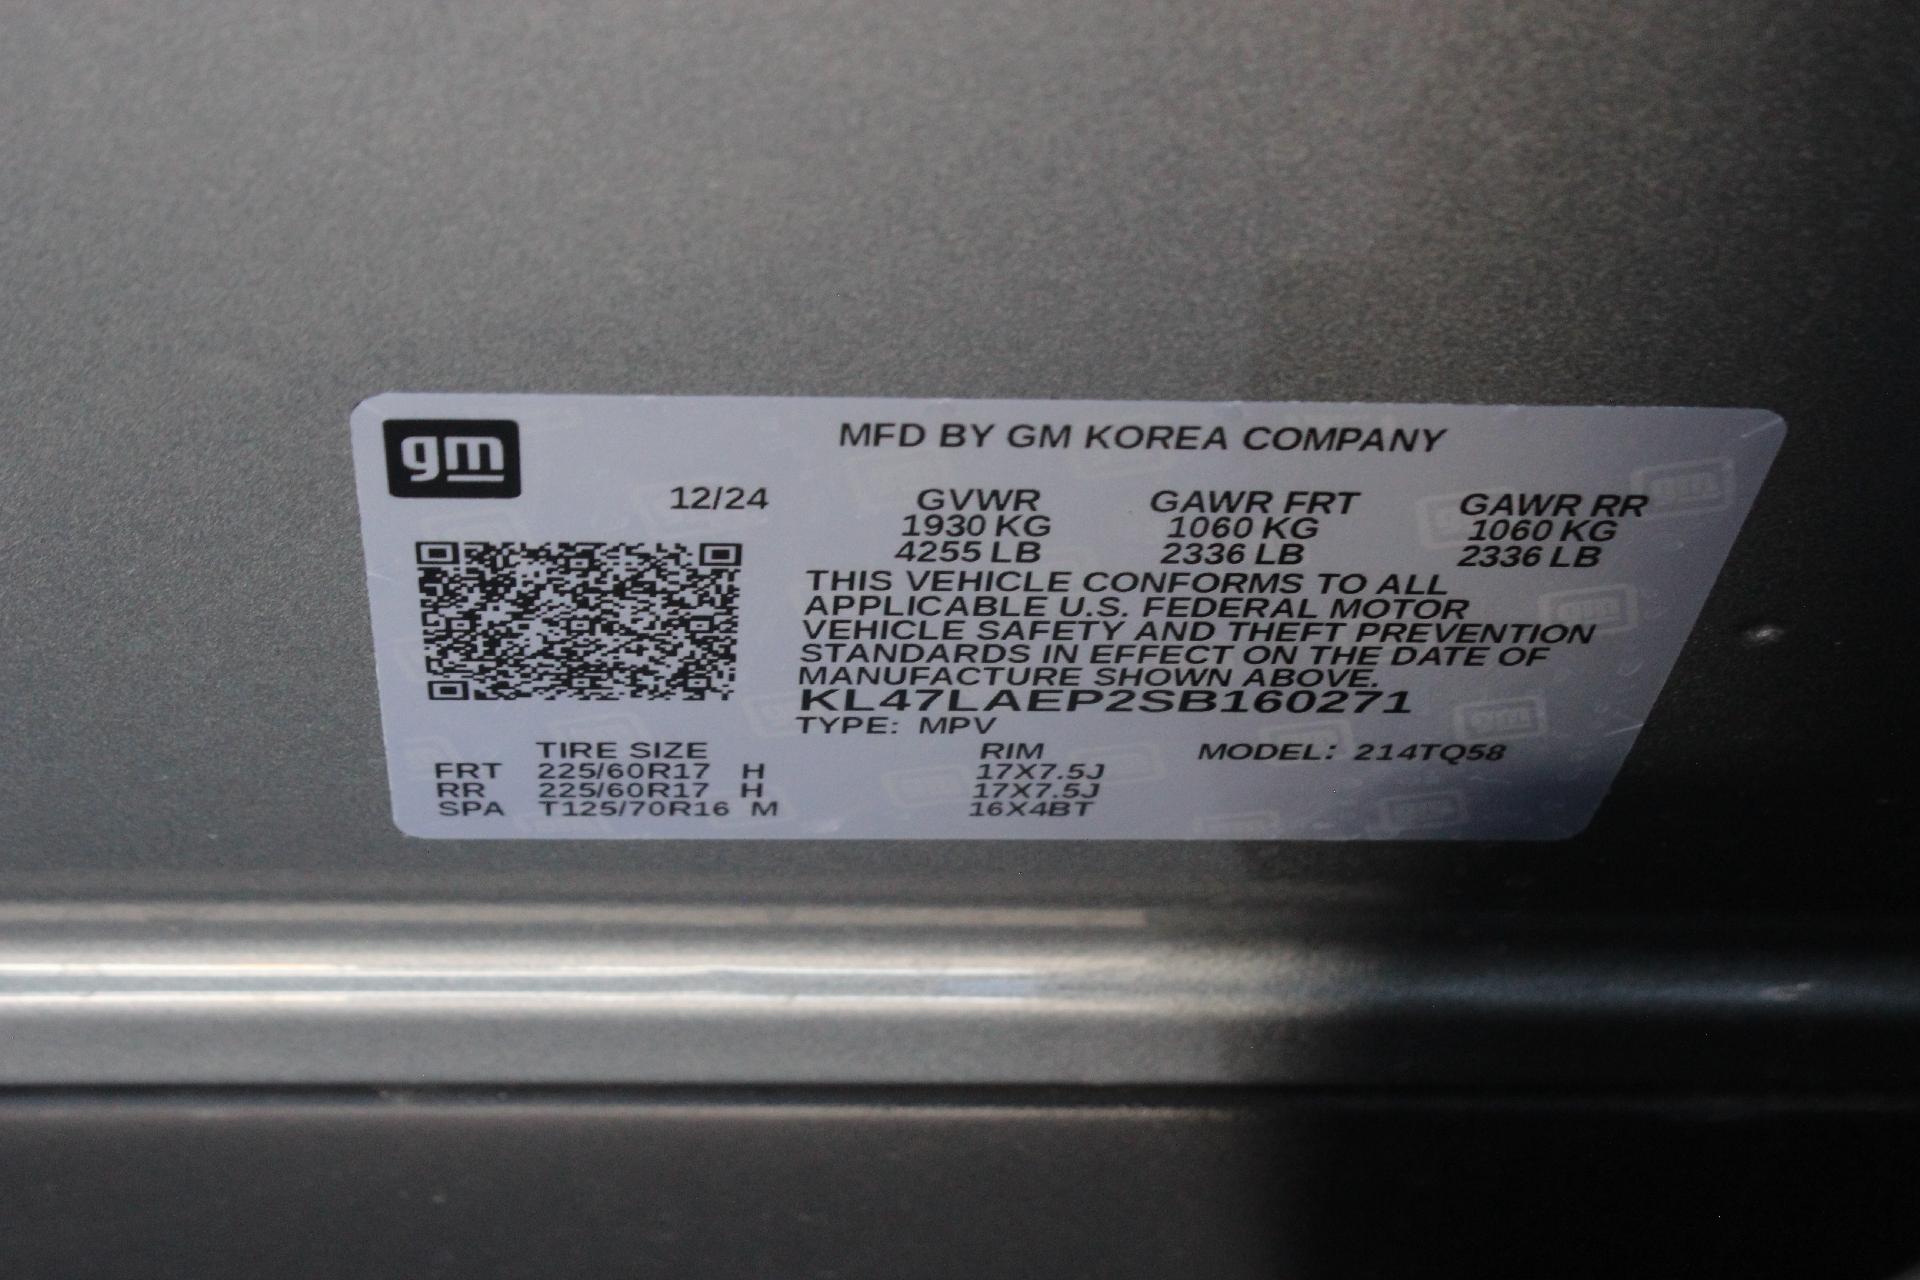 gm
MFD BY GM KOREA COMPANY
12/24 GVWR GAWR FRT GAWR RR
1930 KG 1060 KG 1060 KG
4255 LB 2336 LB 2336 LB
THIS VEHICLE CONFORMS TO ALL
APPLICABLE U.S. FEDERAL MOTOR
VEHICLE SAFETY AND THEFT PREVENTION
STANDARDS IN EFFECT ON THE DATE OF
MANUFACTURE SHOWN ABOVE.
KL47LAEP2SB160271
TYPE: MPV
TIRE SIZE RIM MODEL: 214TQ58
FRT 225/60R17 H 17X7.5J
RR 225/60R17 H 17X7.5J
SPA T125/70R16 M 16X4BT